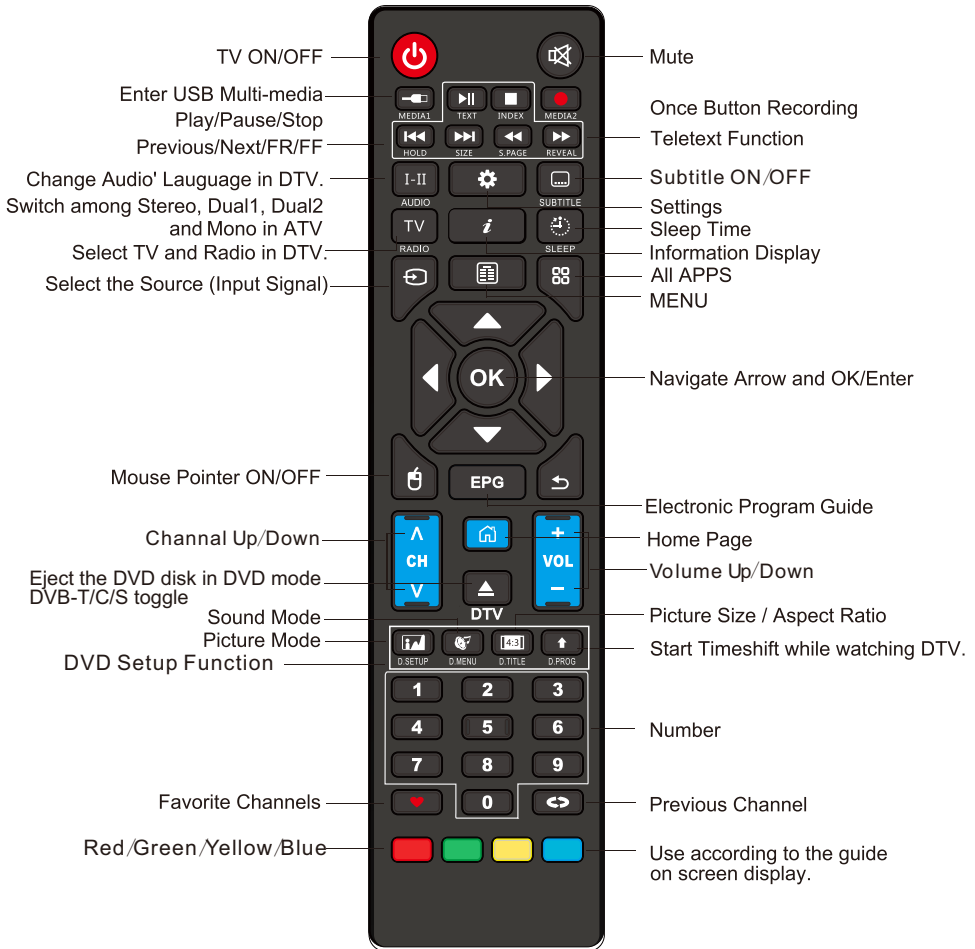 TV ON/OFF
Mute
Enter USB Multi-media
Play/Pause/Stop
Previous/Next/FR/FF
Once Button Recording
Teletext Function
MEDIA1
TEXT
INDEX
MEDIA2
HOLD
SIZE
S.PAGE
REVEAL
Change Audio' Lauguage in DTV.
Switch among Stereo, Dual1, Dual2
and Mono in ATV
Select TV and Radio in DTV.
Select the Source (Input Signal)
I-II
AUDIO
SUBTITLE
TV
i
RADIO
SLEEP
Subtitle ON/OFF
Settings
Sleep Time
Information Display
All APPS
MENU
OK
Navigate Arrow and OK/Enter
Mouse Pointer ON/OFF
EPG
Electronic Program Guide
Channal Up/Down
CH
+
VOL
−
Home Page
Volume Up/Down
Eject the DVD disk in DVD mode
DVB-T/C/S toggle
DTV
Sound Mode
Picture Mode
DVD Setup Function
Picture Size / Aspect Ratio
Start Timeshift while watching DTV.
4:3
D.SETUP
D.MENU
D.TITLE
D.PROG
1 2 3
4 5 6
7 8 9
0
Number
Favorite Channels
Previous Channel
Red/Green/Yellow/Blue
Use according to the guide
on screen display.